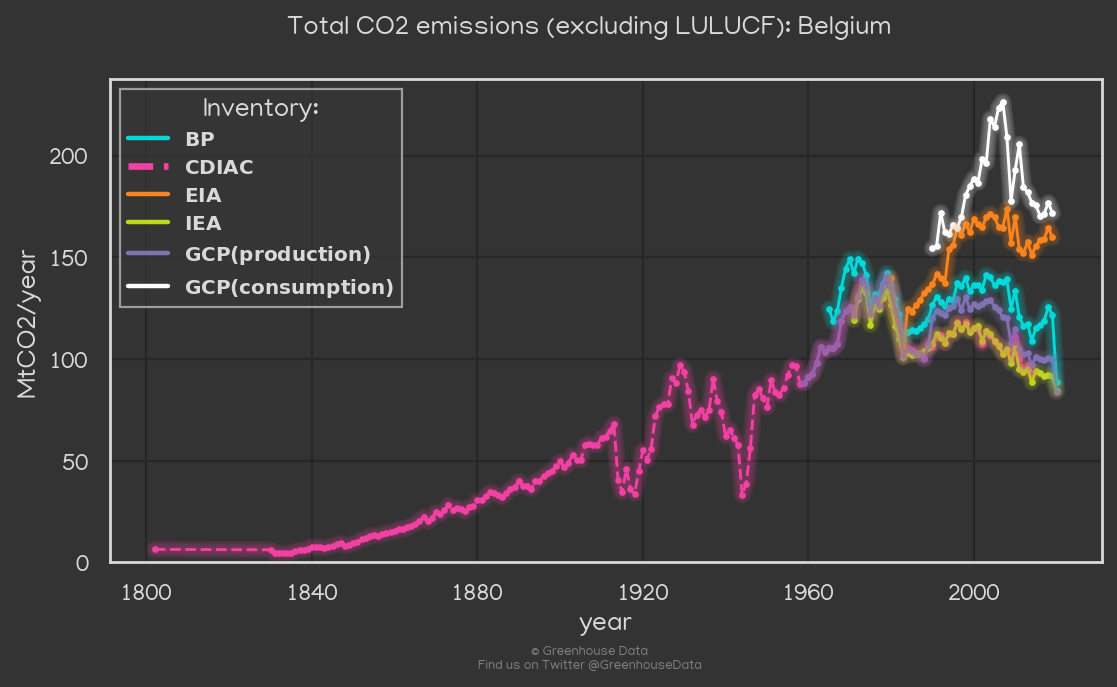 Total CO2 emissions (excluding LULUCF): Belgium
Inventory:
BP
CDIAC
EIA
IEA
GCP(production)
GCP(consumption)
MtCO2/year
200
150
100
50
0
1800 1840 1880 1920 1960 2000
year
© Greenhouse Data
Find us on Twitter @GreenhouseData